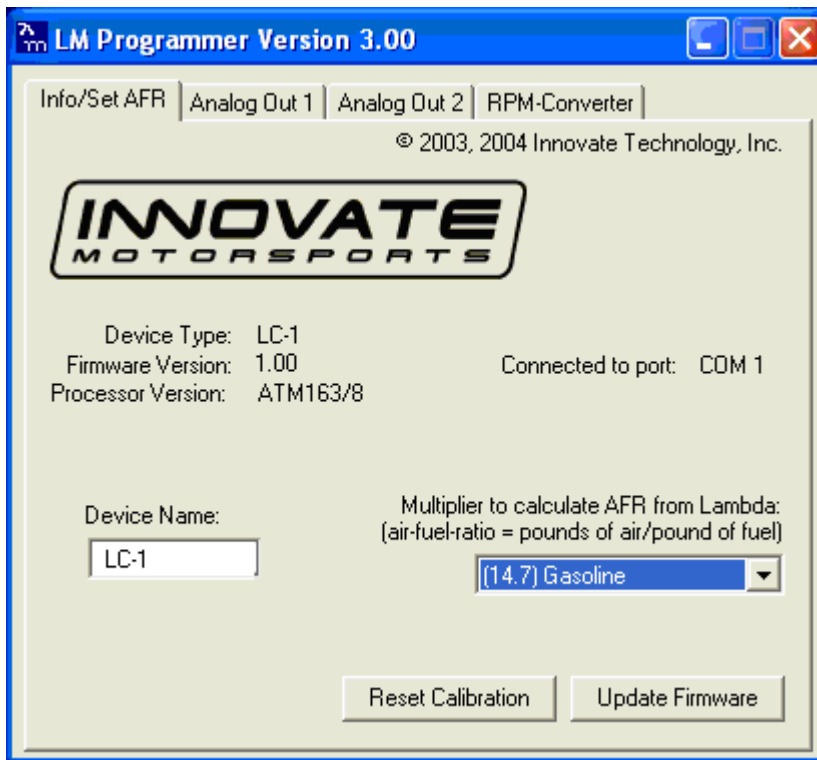 LM Programmer Version 3.00
Info/Set AFR Analog Out 1 Analog Out 2 RPM-Converter
© 2003, 2004 Innovate Technology, Inc.
INNOVATE
MOTORSPORTS
Device Type: LC-1
Firmware Version: 1.00 Connected to port: COM 1
Processor Version: ATM163/8
Multiplier to calculate AFR from Lambda:
Device Name: (air-fuel-ratio = pounds of air/pound of fuel)
LC-1 (14.7) Gasoline
Reset Calibration Update Firmware